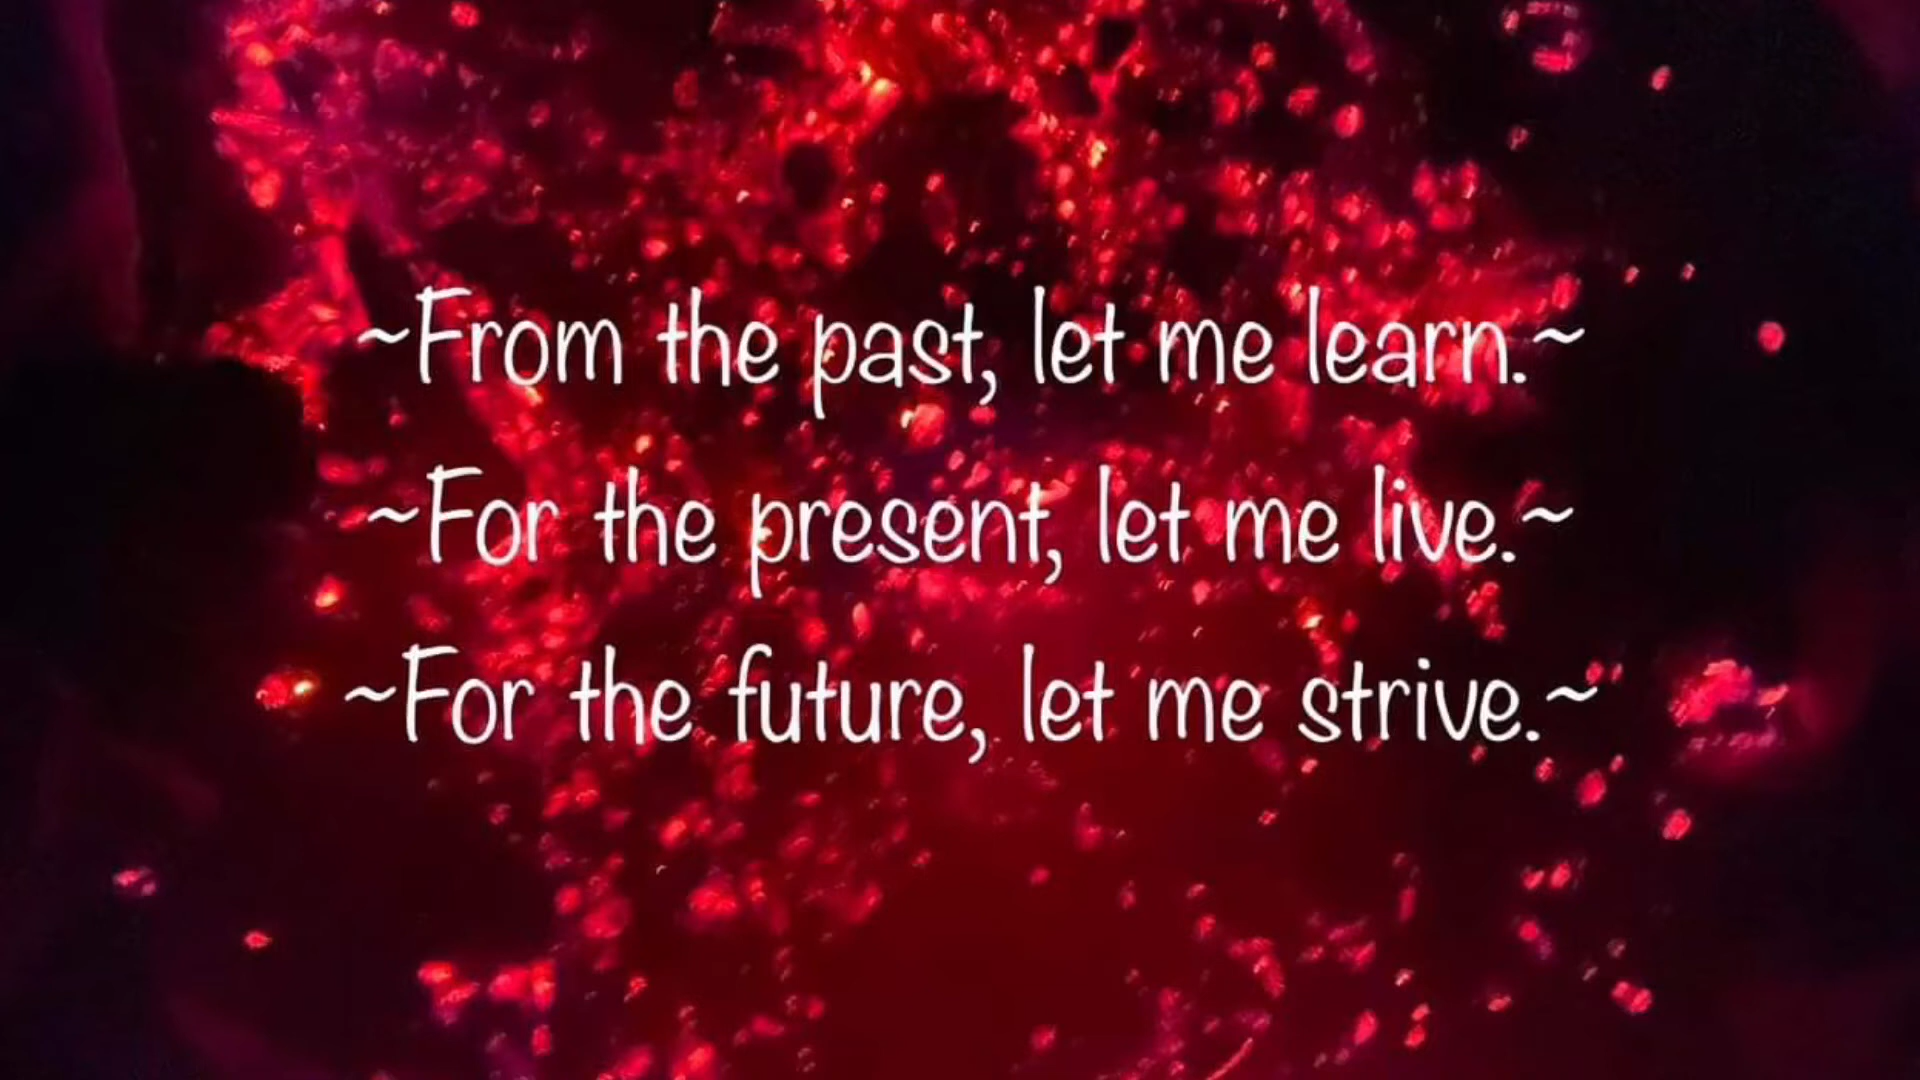 ~From the past, let me learn.~
~For the present, let me live.~
~For the future, let me strive.~